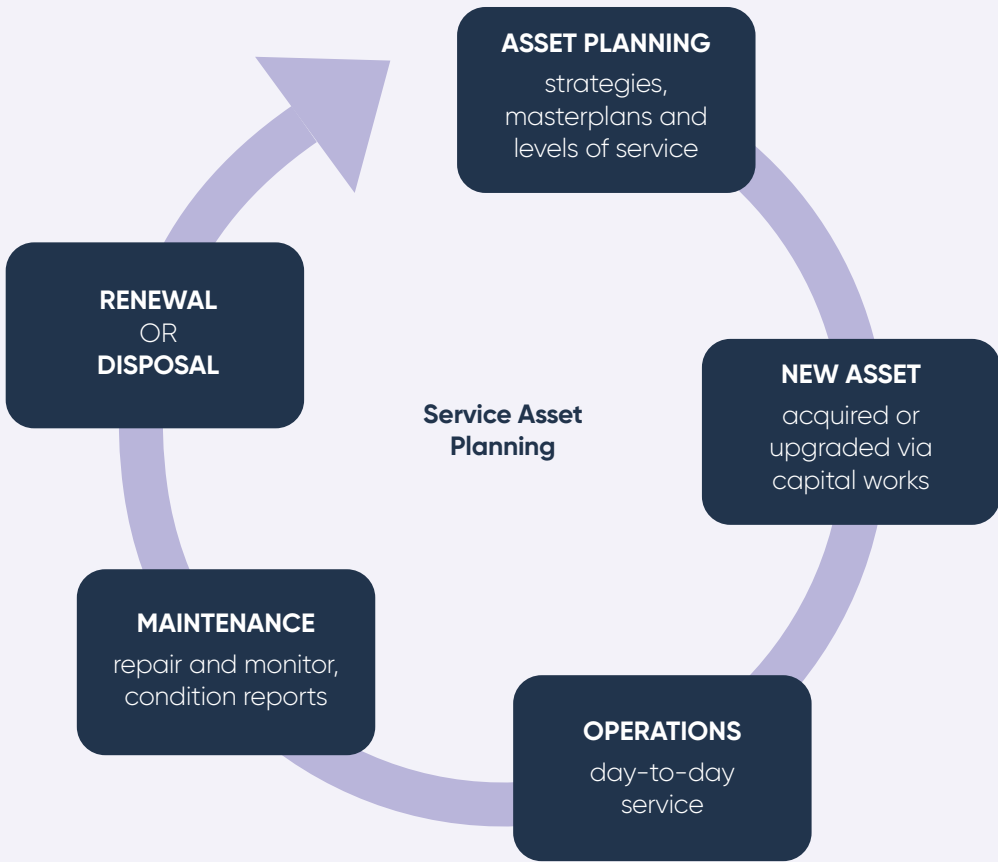 ASSET PLANNING
strategies,
masterplans and
levels of service
NEW ASSET
acquired or
upgraded via
capital works
OPERATIONS
day-to-day
service
MAINTENANCE
repair and monitor,
condition reports
RENEWAL
OR
DISPOSAL
Service Asset
Planning